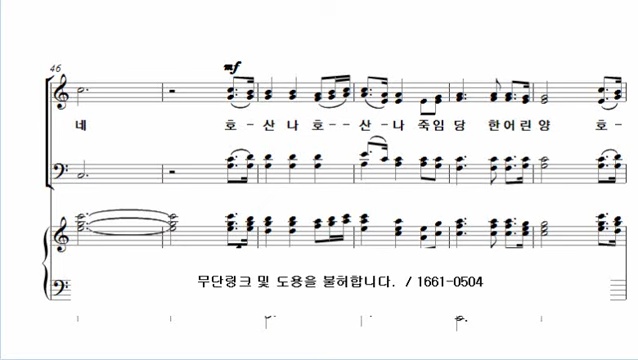 46
mf
네 호-산나호--산-나 죽임당 한어린양 호-
무단링크 및 도용을 불허합니다. / 1661-0504